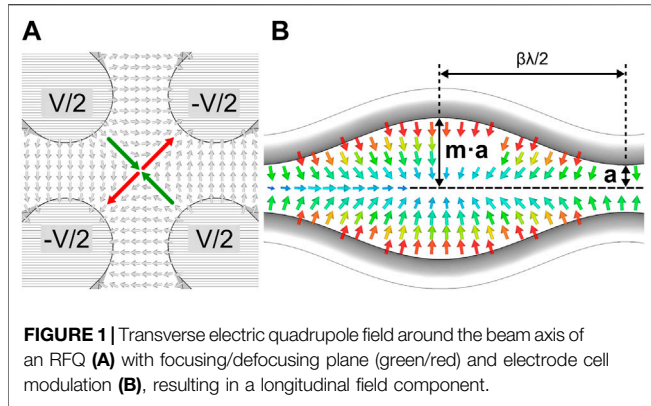 A
B
V/2
-V/2
-V/2
V/2
βλ/2
m·a
a
FIGURE 1 | Transverse electric quadrupole field around the beam axis of
an RFQ (A) with focusing/defocusing plane (green/red) and electrode cell
modulation (B), resulting in a longitudinal field component.